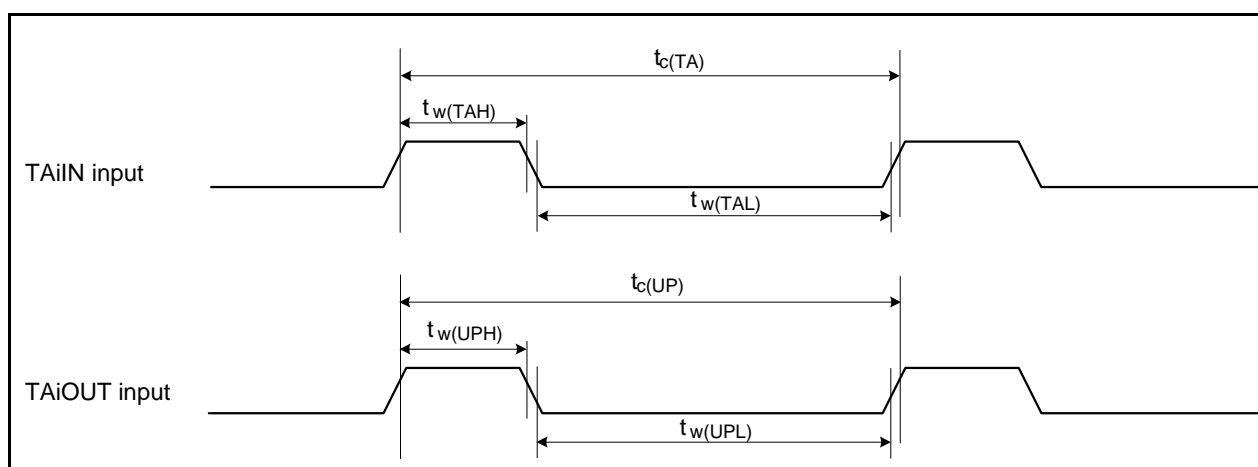 tc(TA)
tw(TAH)
TAiIN input
tw(TAL)
tc(UP)
tw(UPH)
TAiOUT input
tw(UPL)